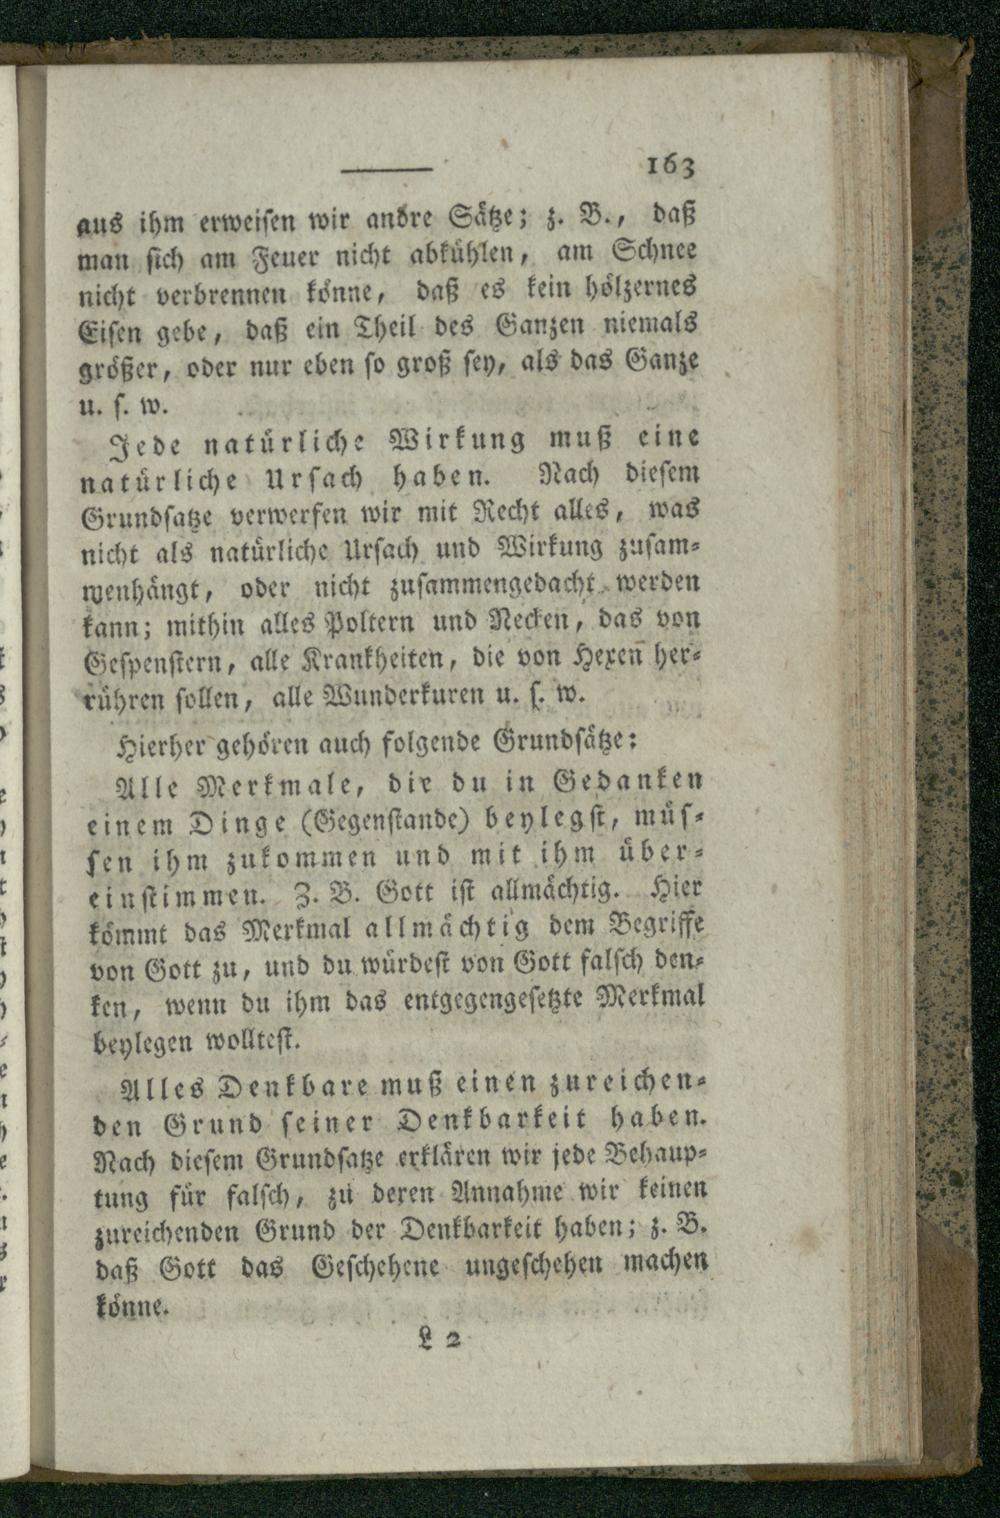 163
aus ihm erweisen wir andre Sätze; z. B., daß
man sich am Feuer nicht abkühlen, am Schnee
nicht verbrennen könne, daß es kein hölzernes
Eisen gebe, daß ein Theil des Ganzen niemals
größer, oder nur eben so groß sey, als das Ganze
u. s. w.
Jede natürliche Wirkung muß eine
natürliche Ursach haben. Nach diesem
Grundsatze verwerfen wir mit Recht alles, was
nicht als natürliche Ursach und Wirkung zusam-
wenhängt, oder nicht zusammengedacht werden
kann; mithin alles Poltern und Necken, das von
Gespenstern, alle Krankheiten, die von Hexen her-
rühren sollen, alle Wunderkuren u. s. w.
Hierher gehören auch folgende Grundsätze:
Alle Merkmale, die du in Gedanken
einem Dinge (Gegenstande) beylegst, müs-
sen ihm zukommen und mit ihm über-
einstimmen. Z. B. Gott ist allmächtig. Hier
kömmt das Merkmal allmächtig dem Begriffe
von Gott zu, und du würdest von Gott falsch den-
ken, wenn du ihm das entgegengesetzte Merkmal
beylegen wolltest.
Alles Denkbare muß einen zureichen-
den Grund seiner Denkbarkeit haben.
Nach diesem Grundsatze erklären wir jede Behaup-
tung für falsch, zu deren Annahme wir keinen
zureichenden Grund der Denkbarkeit haben; z. B.
daß Gott das Geschehene ungeschehen machen
könne.
L 2